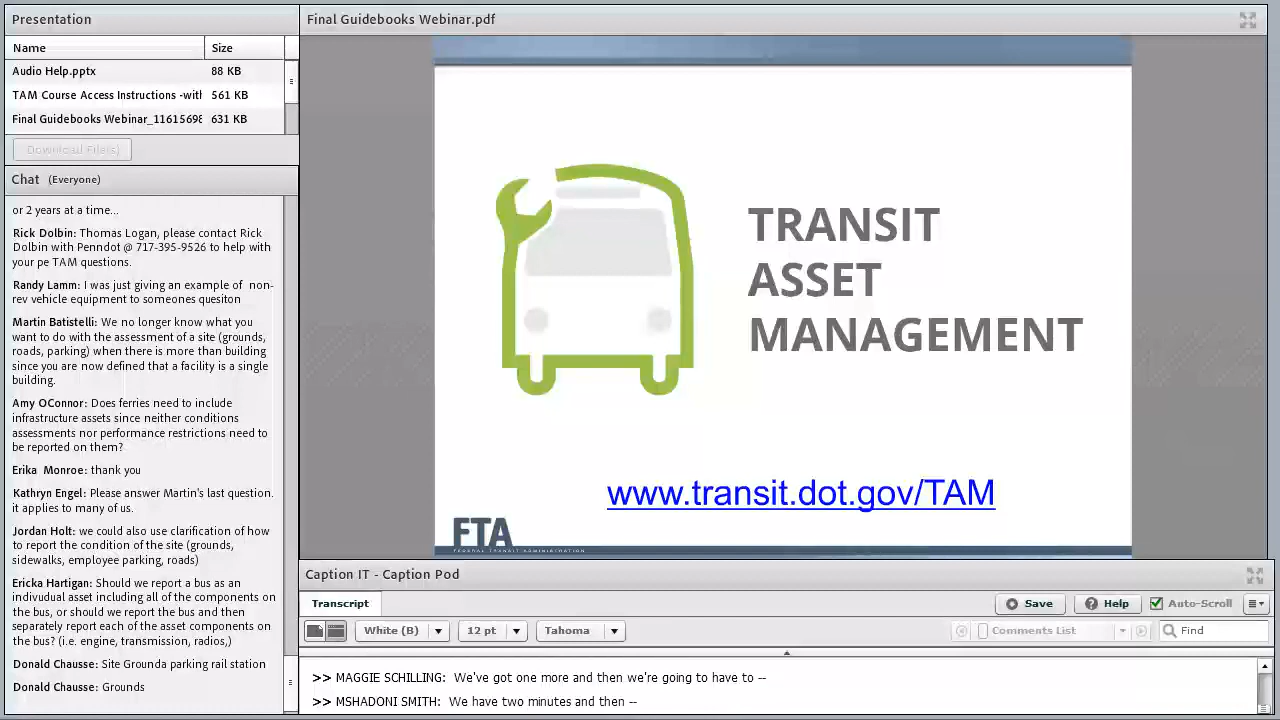 Presentation
Name Size
Audio Help.pptx 88 KB
TAM Course Access Instructions -with 561 KB
Final Guidebooks Webinar_11615698 631 KB
Download File(s)
Chat (Everyone)
or 2 years at a time...
Rick Dolbin: Thomas Logan, please contact Rick
Dolbin with Penndot @ 717-395-9526 to help with
your pe TAM questions.
Randy Lamm: I was just giving an example of non-
rev vehicle equipment to someones quesiton
Martin Batistelli: We no longer know what you
want to do with the assessment of a site (grounds,
roads, parking) when there is more than building
since you are now defined that a facility is a single
building.
Amy OConnor: Does ferries need to include
infrastructure assets since neither conditions
assessments nor performance restrictions need to
be reported on them?
Erika Monroe: thank you
Kathryn Engel: Please answer Martin's last question.
it applies to many of us.
Jordan Holt: we could also use clarification of how
to report the condition of the site (grounds,
sidewalks, employee parking, roads)
Ericka Hartigan: Should we report a bus as an
indivudual asset including all of the components on
the bus, or should we report the bus and then
separately report each of the asset components on
the bus? (i.e. engine, transmission, radios,)
Donald Chausse: Site Grounda parking rail station
Donald Chausse: Grounds
Final Guidebooks Webinar.pdf
TRANSIT
ASSET
MANAGEMENT
www.transit.dot.gov/TAM
FTA
FEDERAL TRANSIT ADMINISTRATION
Caption IT - Caption Pod
Transcript Save Help Auto-Scroll
White (B) 12 pt Tahoma Comments List Find
>> MAGGIE SCHILLING: We've got one more and then we're going to have to --
>> MSHADONI SMITH: We have two minutes and then --